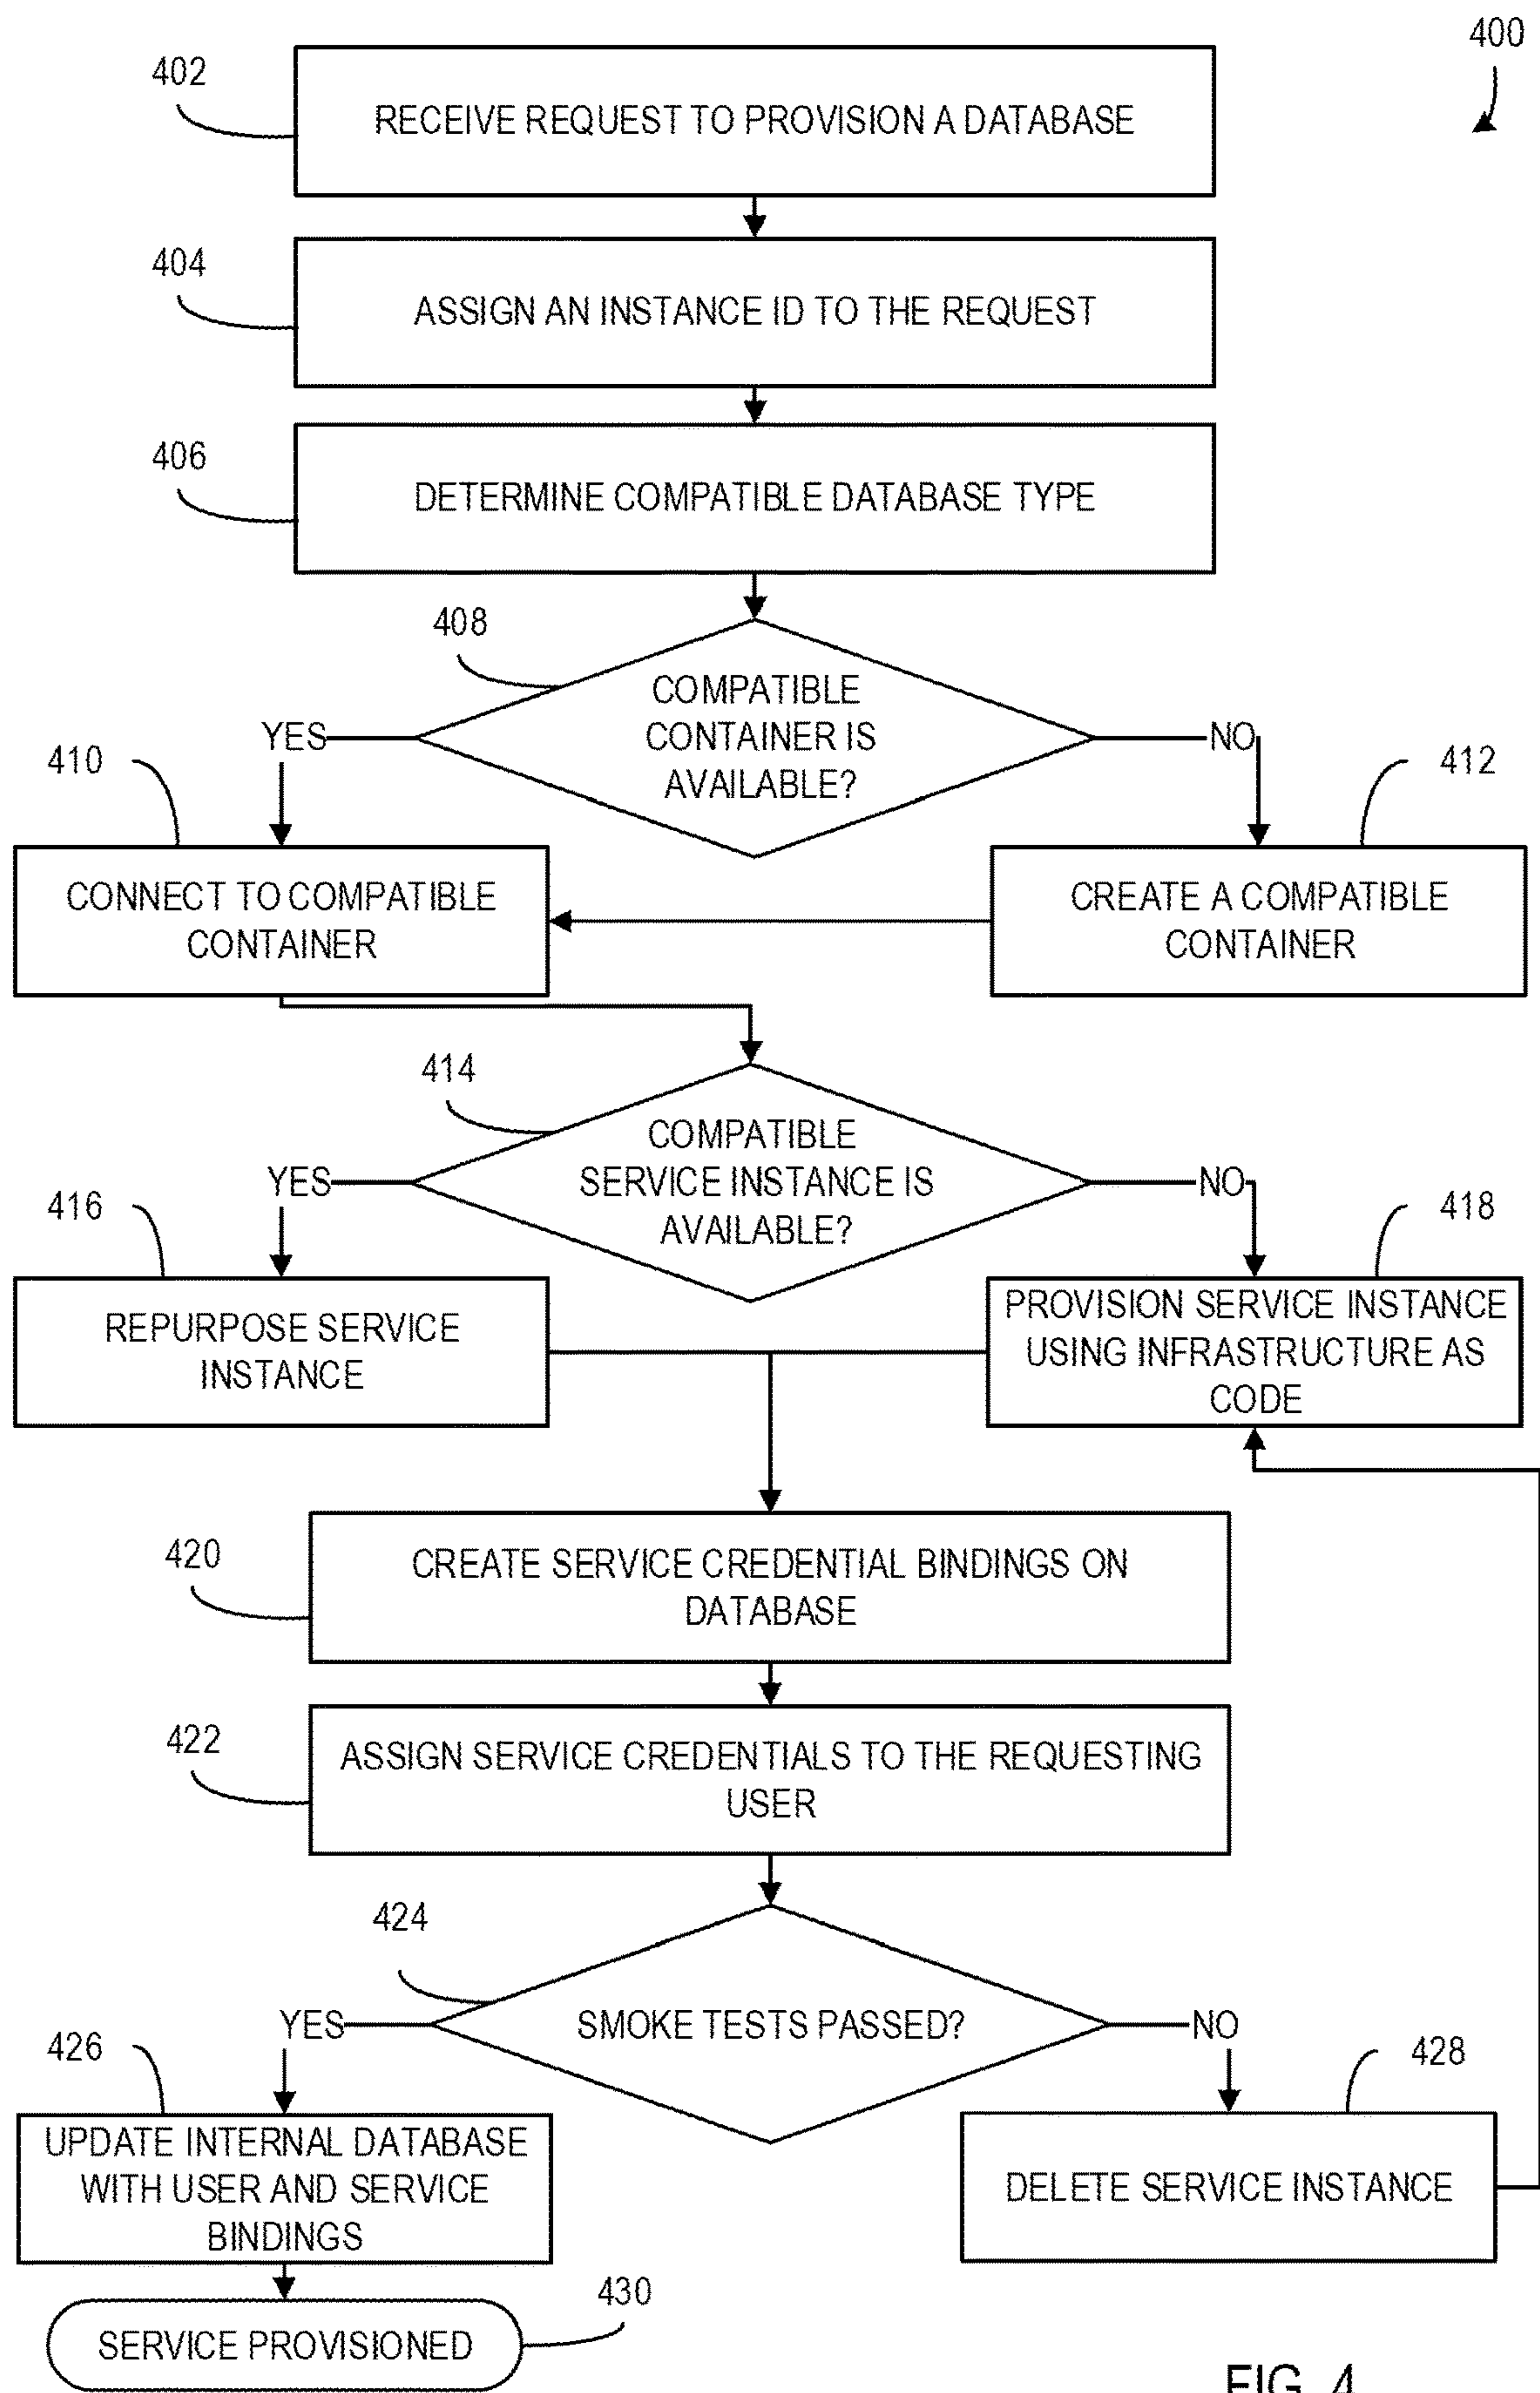 400
402
RECEIVE REQUEST TO PROVISION A DATABASE
404
ASSIGN AN INSTANCE ID TO THE REQUEST
406
DETERMINE COMPATIBLE DATABASE TYPE
408
COMPATIBLE
CONTAINER IS
AVAILABLE?
YES
NO
410
412
CONNECT TO COMPATIBLE
CONTAINER
CREATE A COMPATIBLE
CONTAINER
414
COMPATIBLE
SERVICE INSTANCE IS
AVAILABLE?
YES
NO
416
418
REPURPOSE SERVICE
INSTANCE
PROVISION SERVICE INSTANCE
USING INFRASTRUCTURE AS
CODE
420
CREATE SERVICE CREDENTIAL BINDINGS ON
DATABASE
422
ASSIGN SERVICE CREDENTIALS TO THE REQUESTING
USER
424
SMOKE TESTS PASSED?
YES
NO
426
428
UPDATE INTERNAL DATABASE
WITH USER AND SERVICE
BINDINGS
DELETE SERVICE INSTANCE
430
SERVICE PROVISIONED
FIG. 4